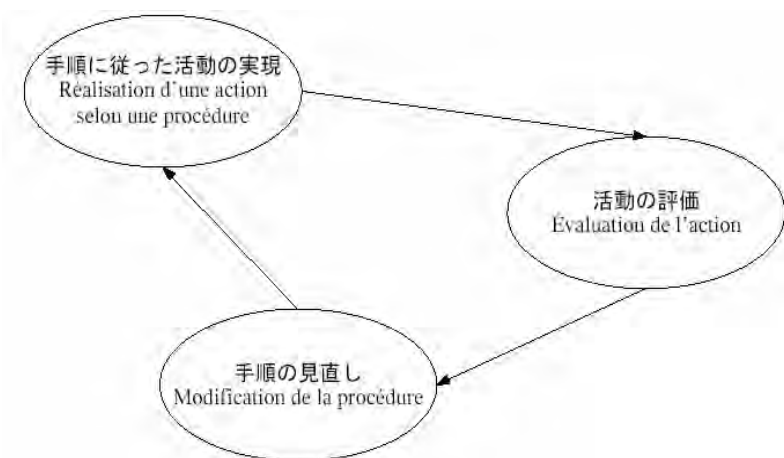 手順に従った活動の実現
Réalisation d'une action
selon une procédure
活動の評価
Évaluation de l'action
手順の見直し
Modification de la procédure